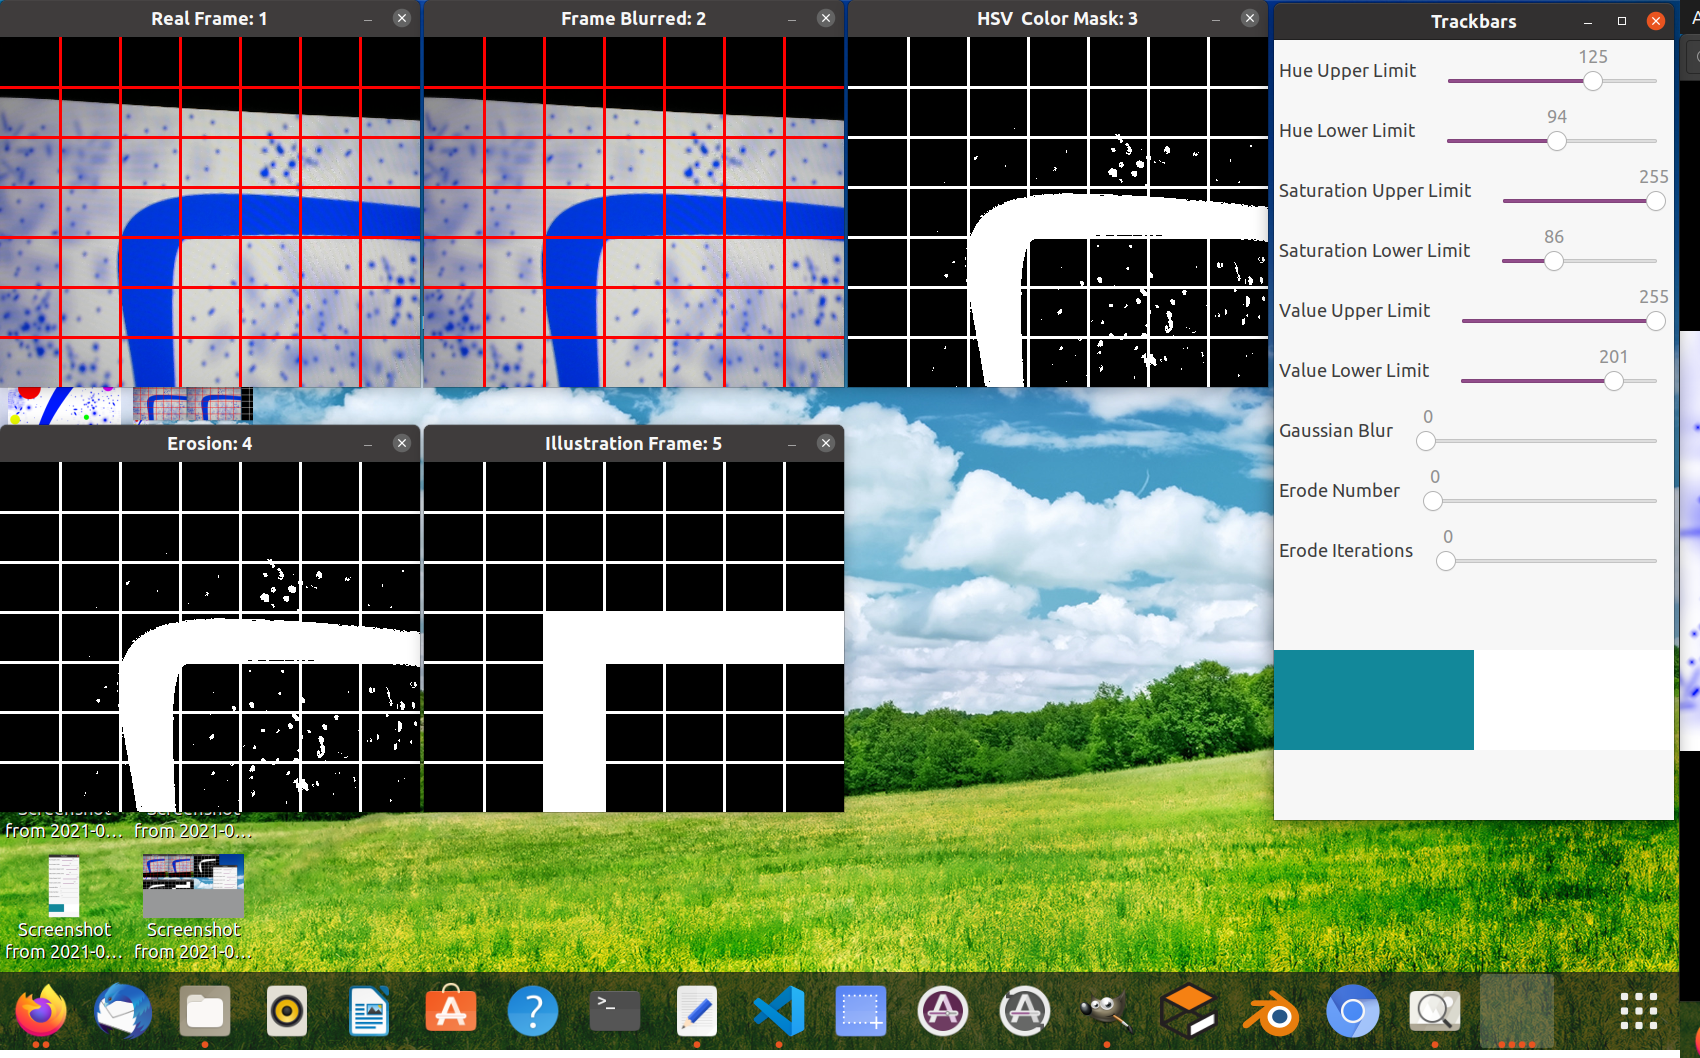 Real Frame: 1
Frame Blurred: 2
HSV Color Mask: 3
Trackbars
Hue Upper Limit
125
Hue Lower Limit
94
Saturation Upper Limit
255
Saturation Lower Limit
86
Value Upper Limit
255
Value Lower Limit
201
Gaussian Blur
0
Erode Number
0
Erode Iterations
0
Erosion: 4
Illustration Frame: 5
Screenshot
from 2021-0...
Screenshot
from 2021-0...
Screenshot
from 2021-0...
Screenshot
from 2021-0...